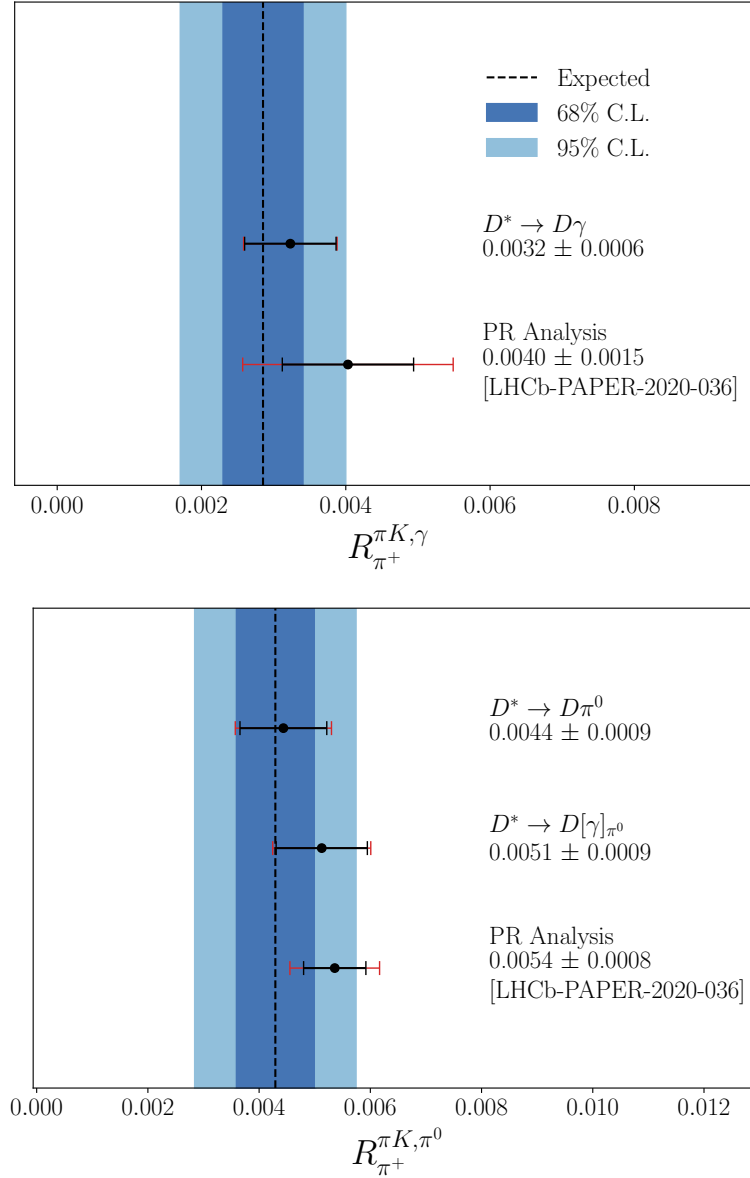 Expected
68% C.L.
95% C.L.
D* → Dγ
0.0032 ± 0.0006
PR Analysis
0.0040 ± 0.0015
[LHCb-PAPER-2020-036]
0.000 0.002 0.004 0.006 0.008
R_{π⁺}^{πK,γ}
D* → Dπ⁰
0.0044 ± 0.0009
D* → D[γ]_{π⁰}
0.0051 ± 0.0009
PR Analysis
0.0054 ± 0.0008
[LHCb-PAPER-2020-036]
0.000 0.002 0.004 0.006 0.008 0.010 0.012
R_{π⁺}^{πK,π⁰}